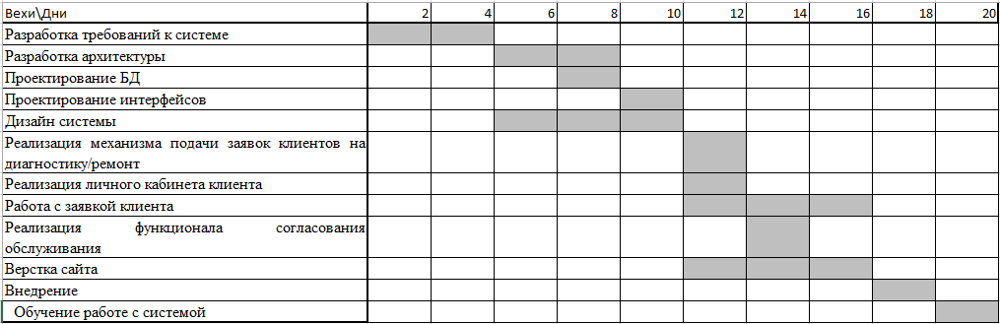 Вехи\Дни 2 4 6 8 10 12 14 16 18 20
Разработка требований к системе
Разработка архитектуры
Проектирование БД
Проектирование интерфейсов
Дизайн системы
Реализация механизма подачи заявок клиентов на
диагностику/ремонт
Реализация личного кабинета клиента
Работа с заявкой клиента
Реализация функционала согласования
обслуживания
Верстка сайта
Внедрение
Обучение работе с системой